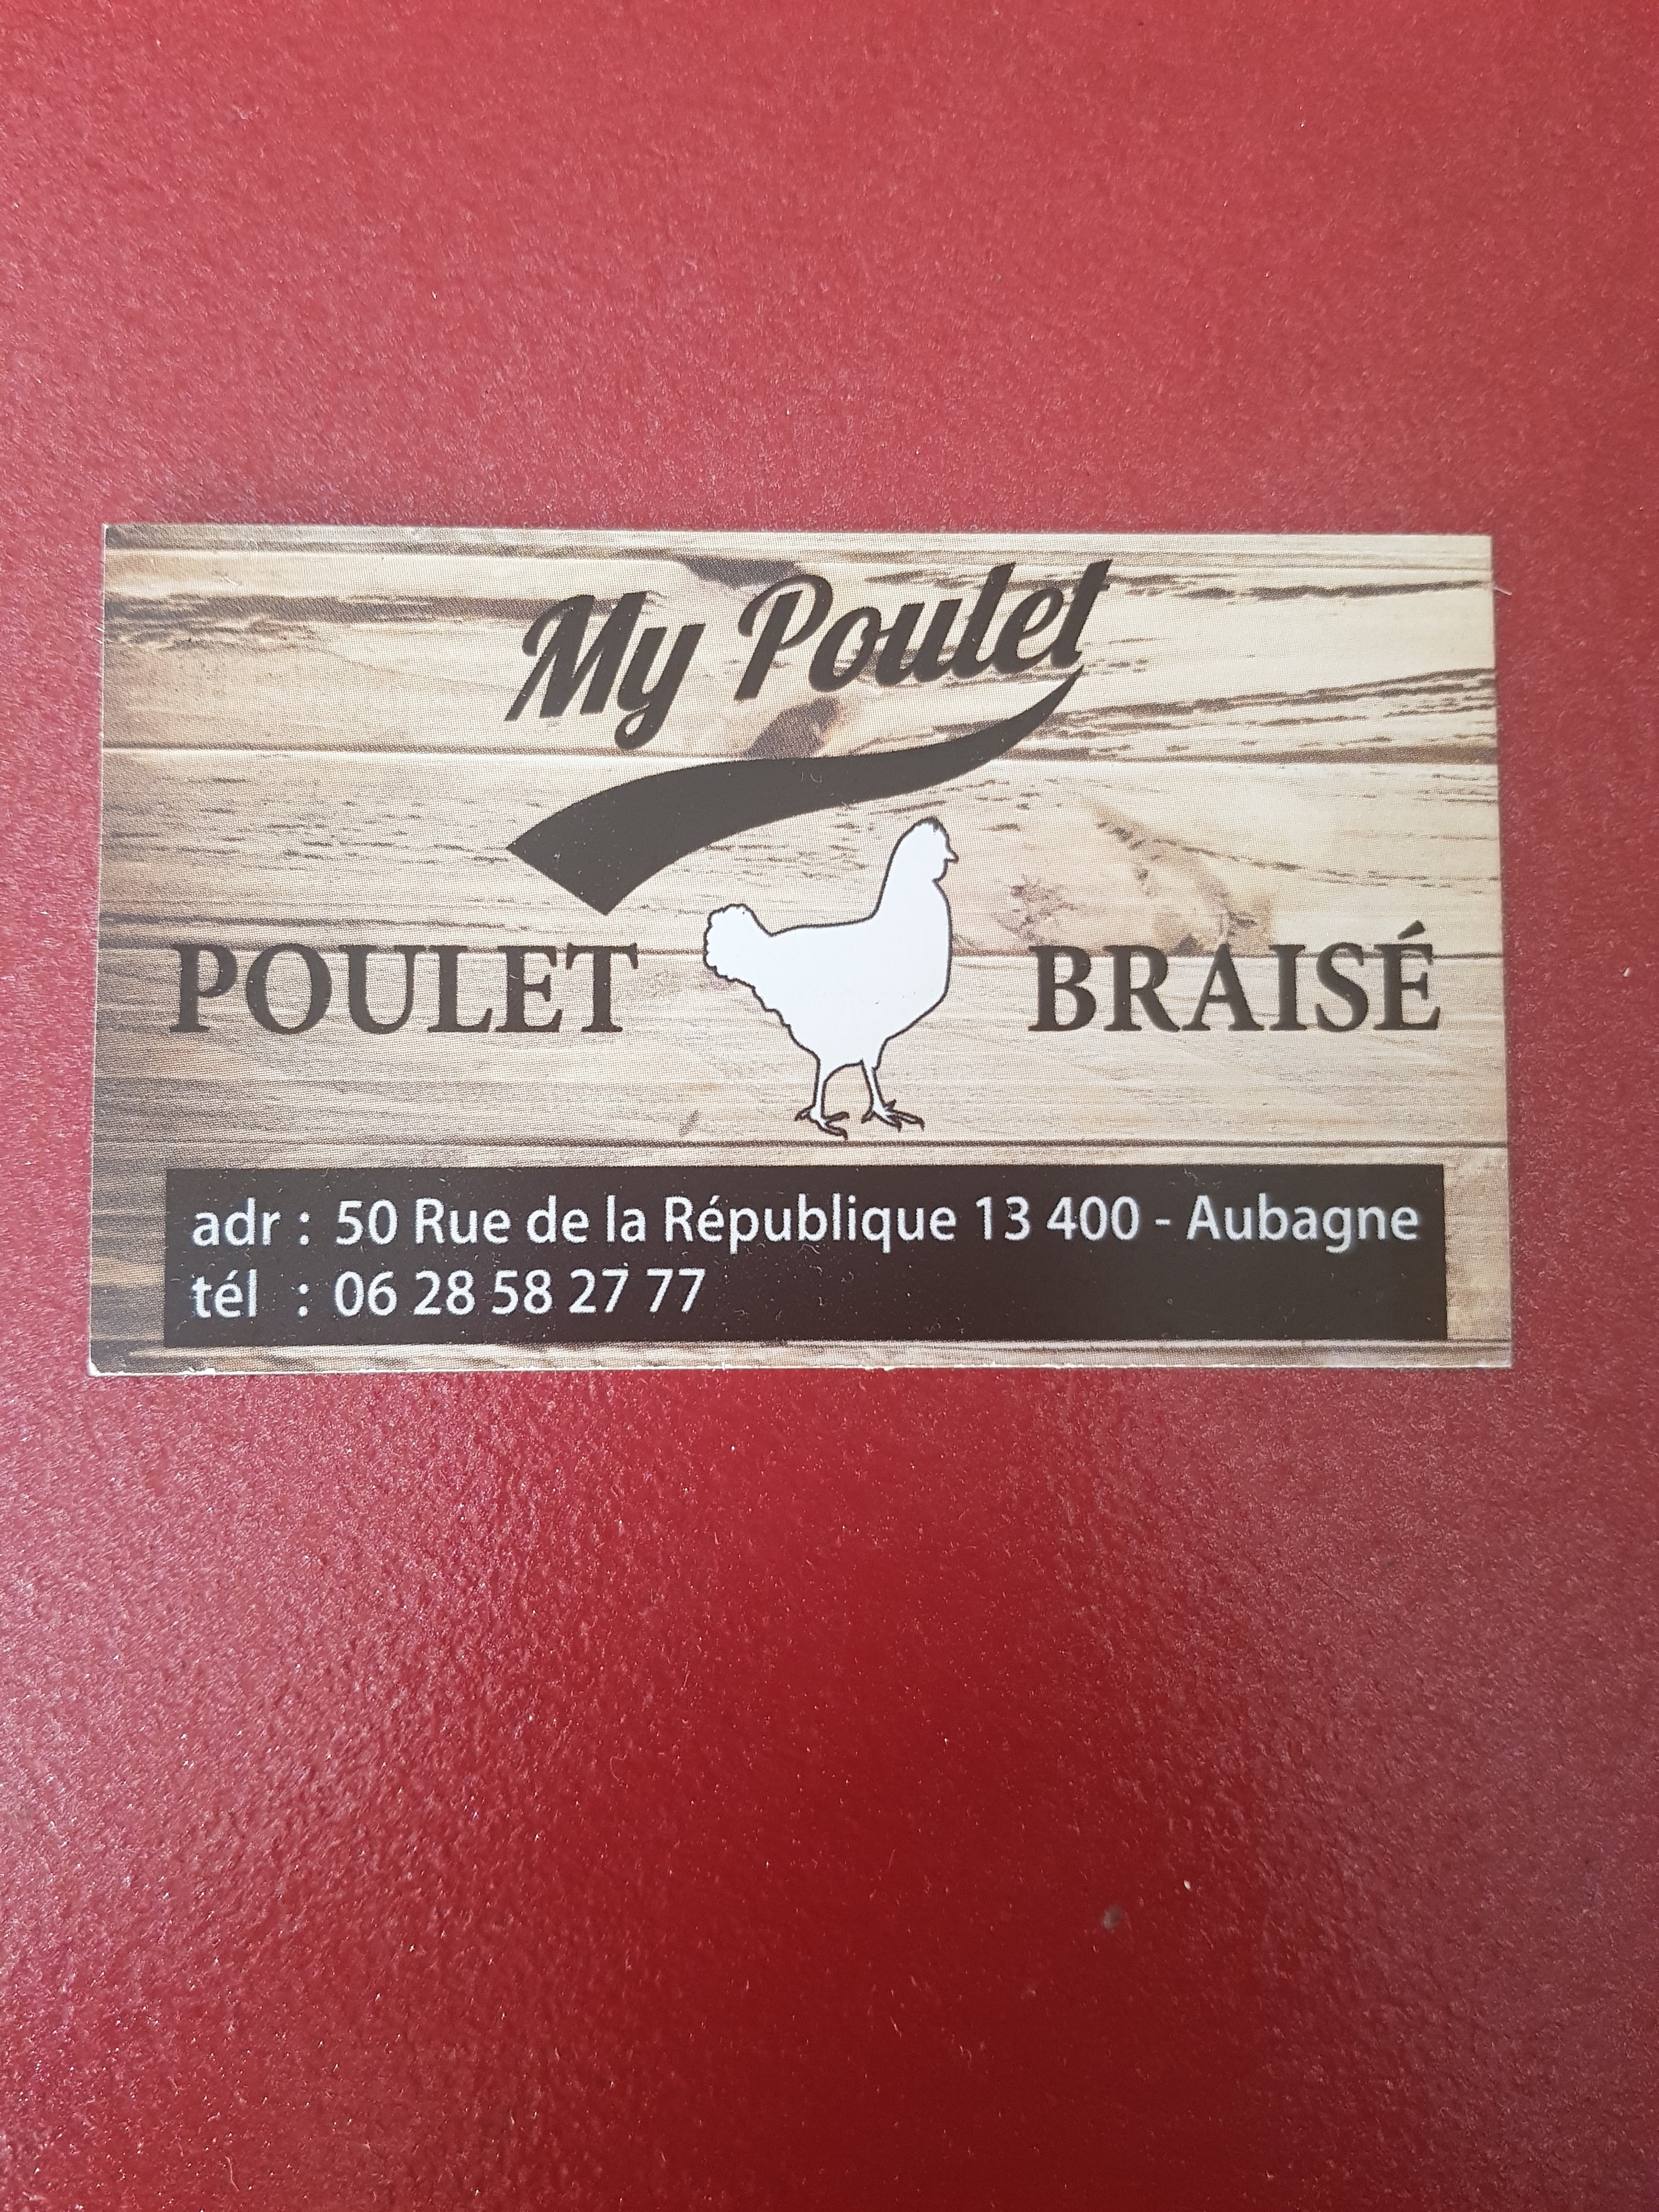 My Poulet
POULET BRAISÉ
adr : 50 Rue de la République 13 400 - Aubagne
tél : 06 28 58 27 77